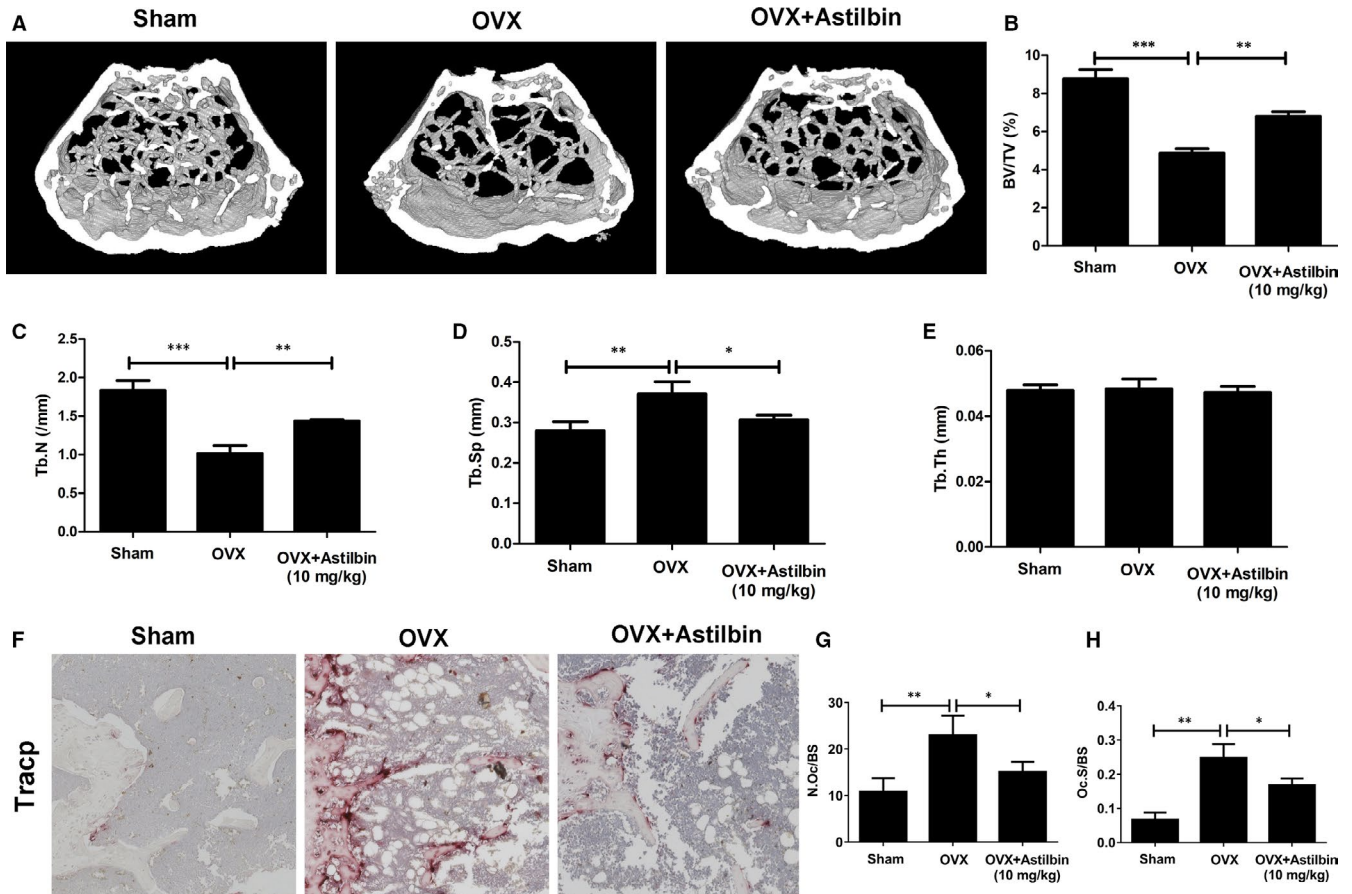 A
Sham
OVX
OVX+Astilbin
B
***
**
10
8
6
4
2
0
BV/TV (%)
Sham
OVX
OVX+Astilbin
(10 mg/kg)
C
***
**
2.5
2.0
1.5
1.0
0.5
0.0
Tb.N (/mm)
Sham
OVX
OVX+Astilbin
(10 mg/kg)
D
**
*
0.5
0.4
0.3
0.2
0.1
0.0
Tb.Sp (mm)
Sham
OVX
OVX+Astilbin
(10 mg/kg)
E
0.06
0.04
0.02
0.00
Tb.Th (mm)
Sham
OVX
OVX+Astilbin
(10 mg/kg)
F
Sham
OVX
OVX+Astilbin
Tracp
G
**
*
30
20
10
0
N.Oc/BS
Sham
OVX
OVX+Astilbin
(10 mg/kg)
H
**
*
0.4
0.3
0.2
0.1
0.0
Oc.S/BS
Sham
OVX
OVX+Astilbin
(10 mg/kg)